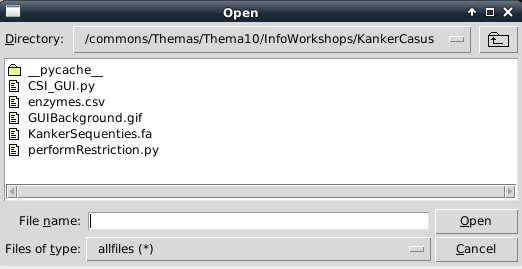 Open
Directory: /commons/Themas/Thema10/InfoWorkshops/KankerCasus
__pycache__
CSI_GUI.py
enzymes.csv
GUIBackground.gif
KankerSequenties.fa
performRestriction.py
File name: Open
Files of type: allfiles (*) Cancel